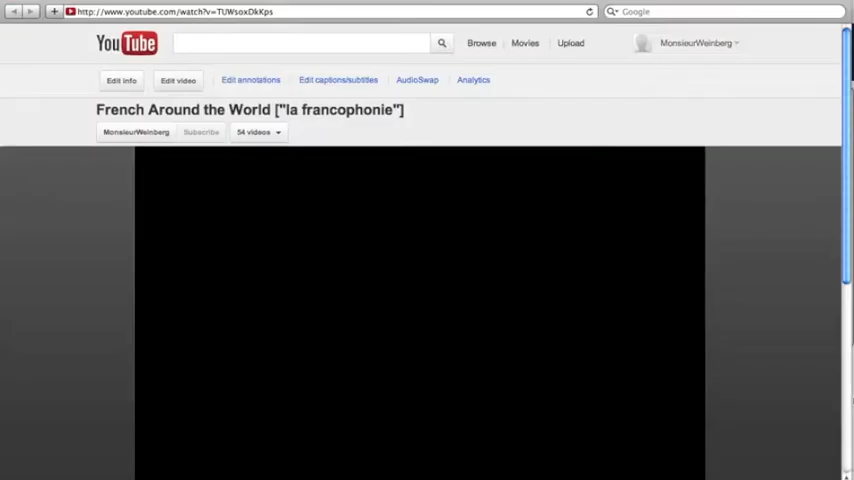 http://www.youtube.com/watch?v=TUWsoxDkKps
Google
YouTube Browse Movies Upload MonsieurWeinberg
Edit info Edit video Edit annotations Edit captions/subtitles AudioSwap Analytics
French Around the World ["la francophonie"]
MonsieurWeinberg Subscribe 54 videos